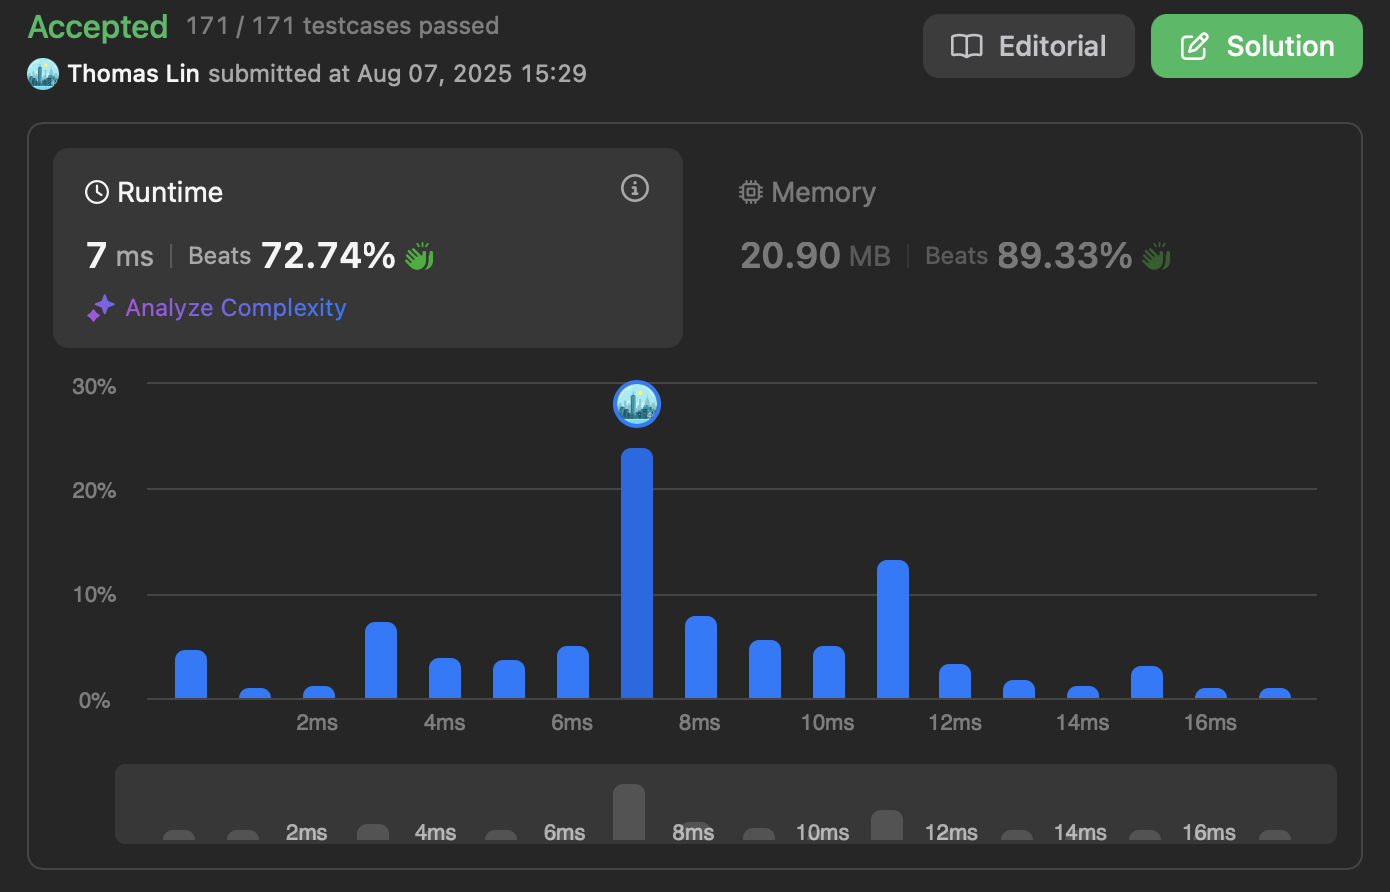 Accepted 171 / 171 testcases passed
Editorial
Solution
Thomas Lin submitted at Aug 07, 2025 15:29
Runtime
7 ms | Beats 72.74%
Analyze Complexity
Memory
20.90 MB | Beats 89.33%
30%
20%
10%
0%
2ms 4ms 6ms 8ms 10ms 12ms 14ms 16ms
2ms 4ms 6ms 8ms 10ms 12ms 14ms 16ms